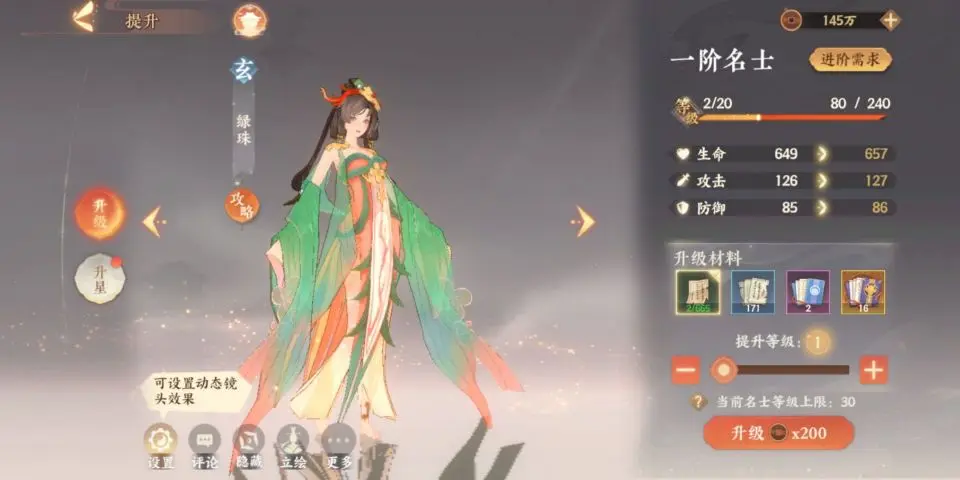 提升
145万
玄
绿珠
攻略
升级
升星
一阶名士
进阶需求
等级
2/20
80 / 240
生命 649 657
攻击 126 127
防御 85 86
升级材料
2/665
171
2
16
提升等级: 1
? 当前名士等级上限: 30
升级 x200
可设置动态镜
头效果
设置 评论 隐藏 立绘 更多